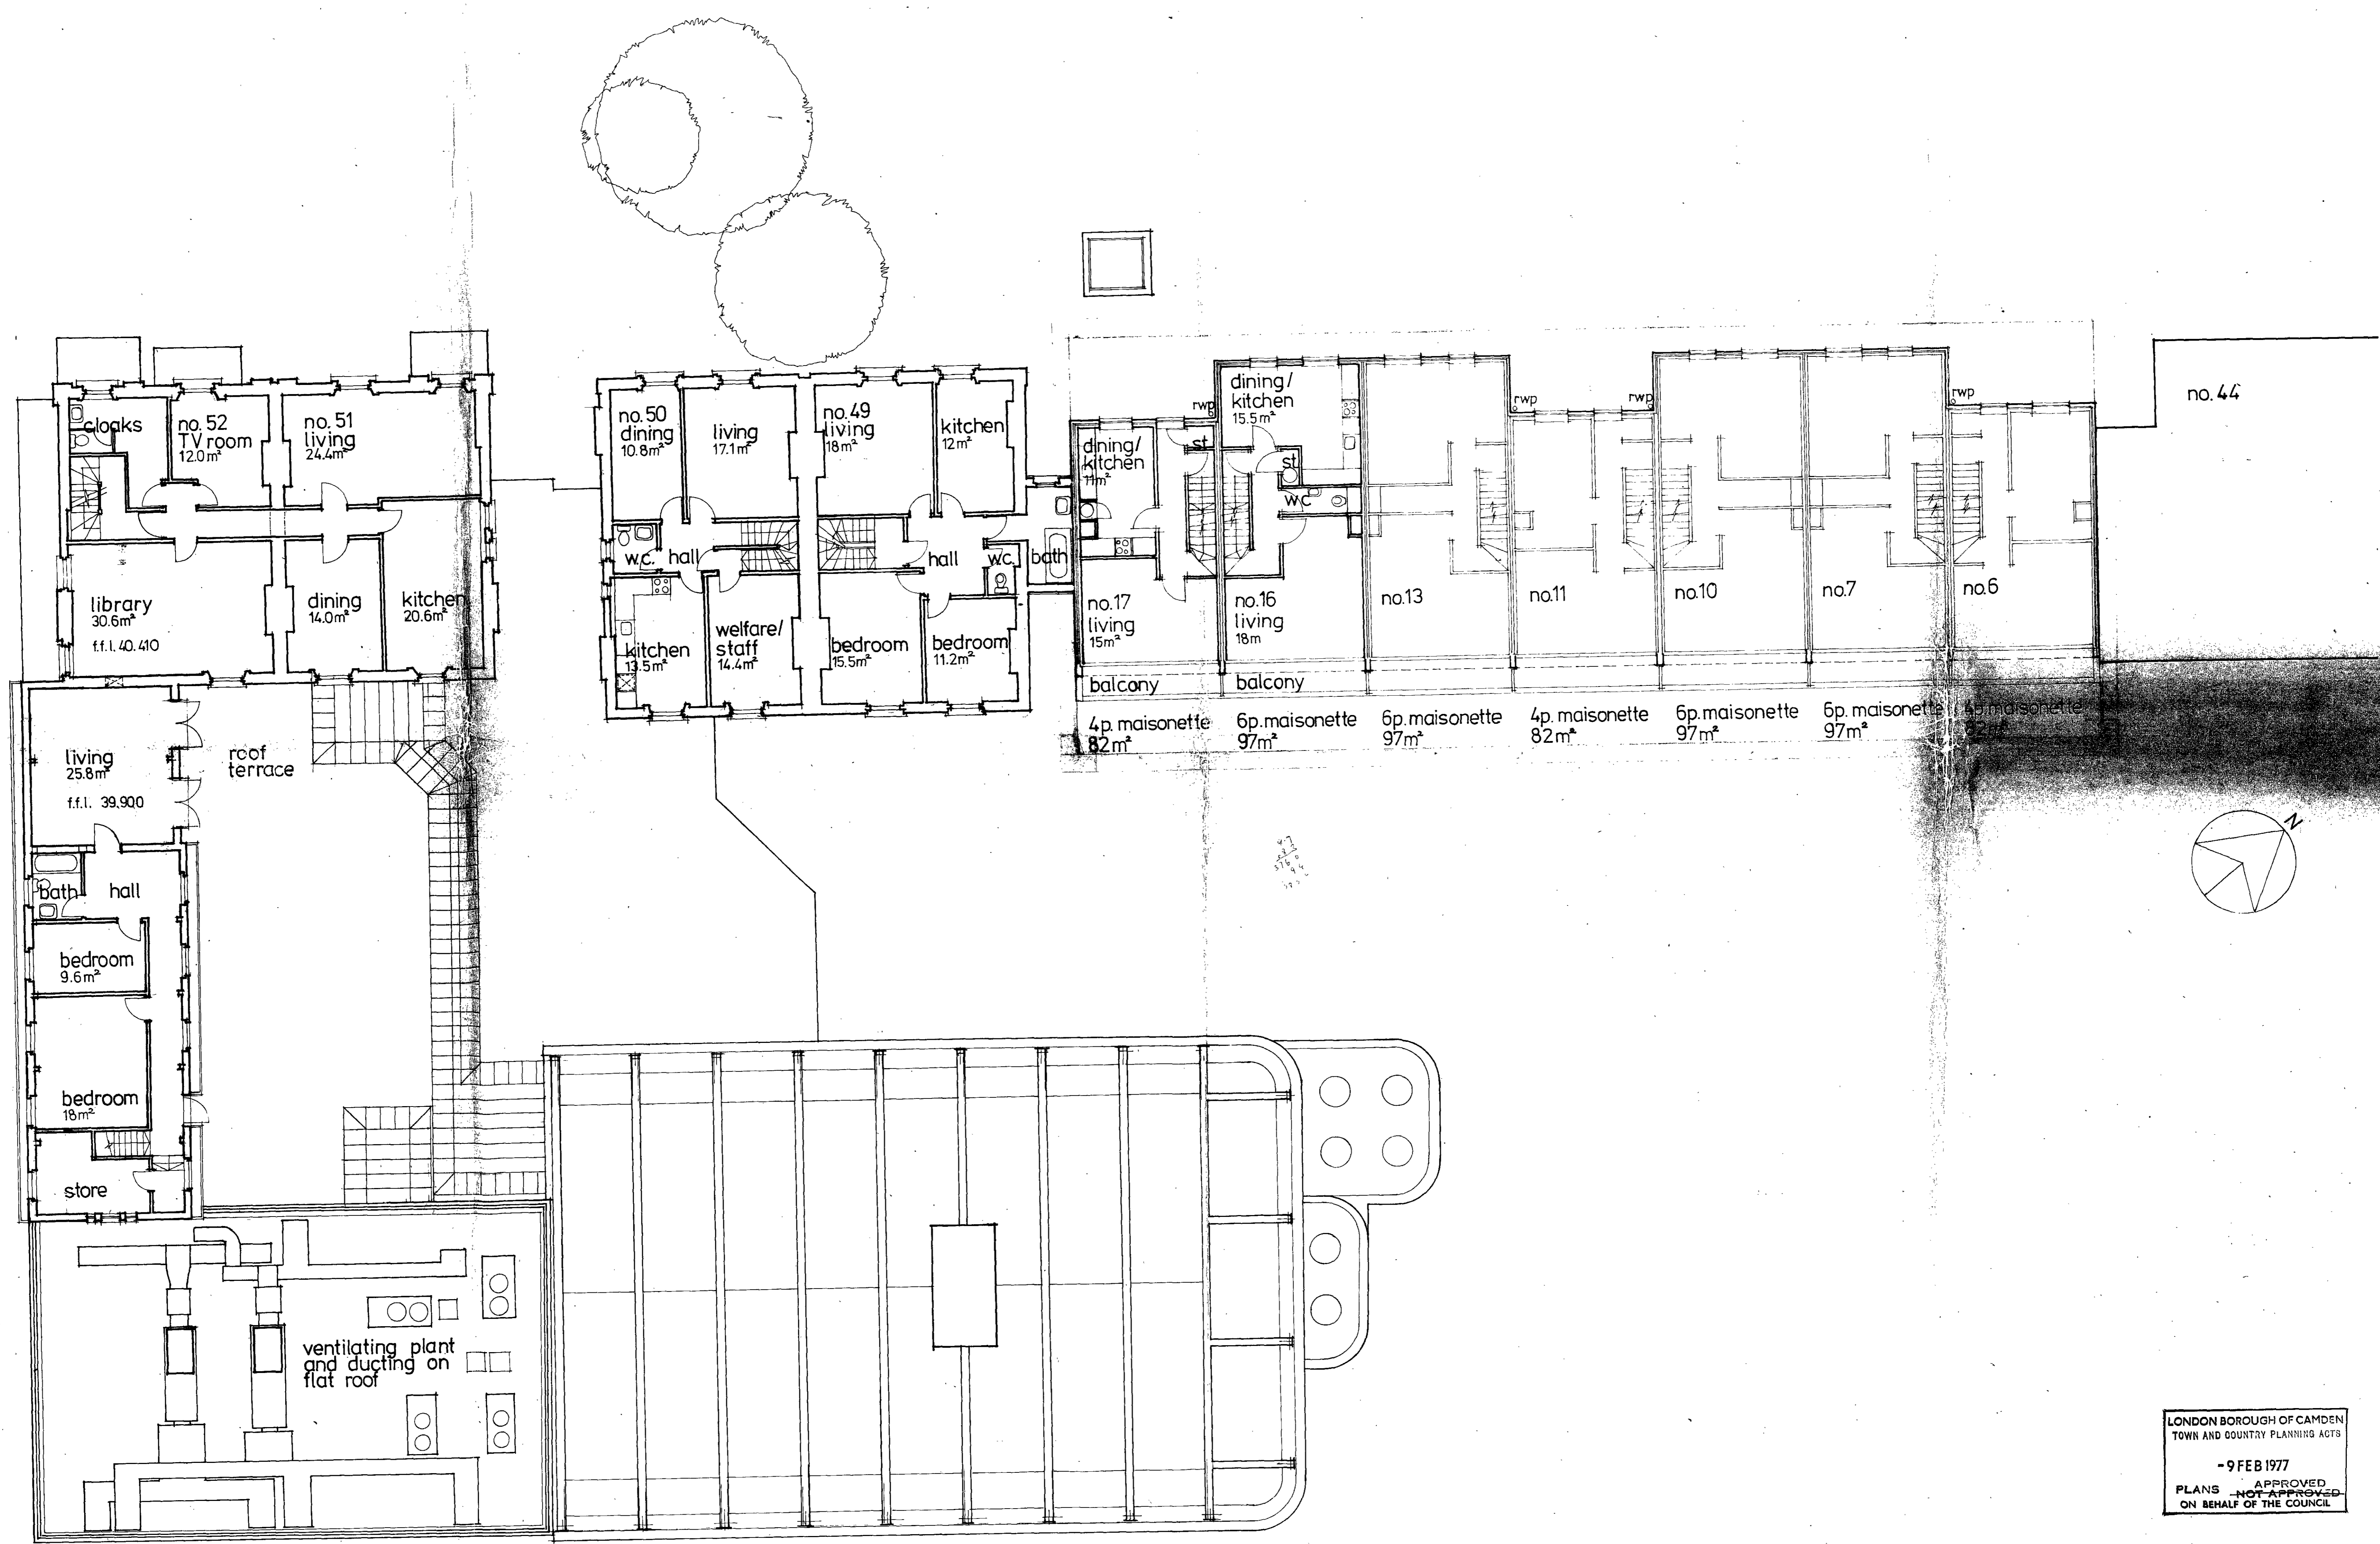 cloaks
no. 52
TV room
12.0m²
no. 51
living
24.4m²
library
30.6m²
f.f.l. 40.410
dining
14.0m²
kitchen
20.6m²
no. 50
dining
10.8m²
living
17.1m²
no. 49
living
18m²
kitchen
12m²
w.c.
hall
hall
w.c.
bath
kitchen
13.5m²
welfare/
staff
14.4m²
bedroom
15.5m²
bedroom
11.2m²
dining/
kitchen
11m²
st
rwp
dining/
kitchen
15.5m²
st
w.c
no.17
living
15m²
no.16
living
18m
no.13
rwp
no.11
rwp
no.10
no.7
rwp
no.6
no. 44
balcony
balcony
4p. maisonette
82m²
6p. maisonette
97m²
6p. maisonette
97m²
4p. maisonette
82m²
6p. maisonette
97m²
6p. maisonette
97m²
4p. maisonette
82m²
living
25.8m²
f.f.l. 39,900
roof
terrace
bath
hall
bedroom
9.6m²
bedroom
18m²
store
ventilating plant
and ducting on
flat roof
N
LONDON BOROUGH OF CAMDEN
TOWN AND COUNTRY PLANNING ACTS
-9 FEB 1977
PLANS APPROVED
NOT APPROVED
ON BEHALF OF THE COUNCIL